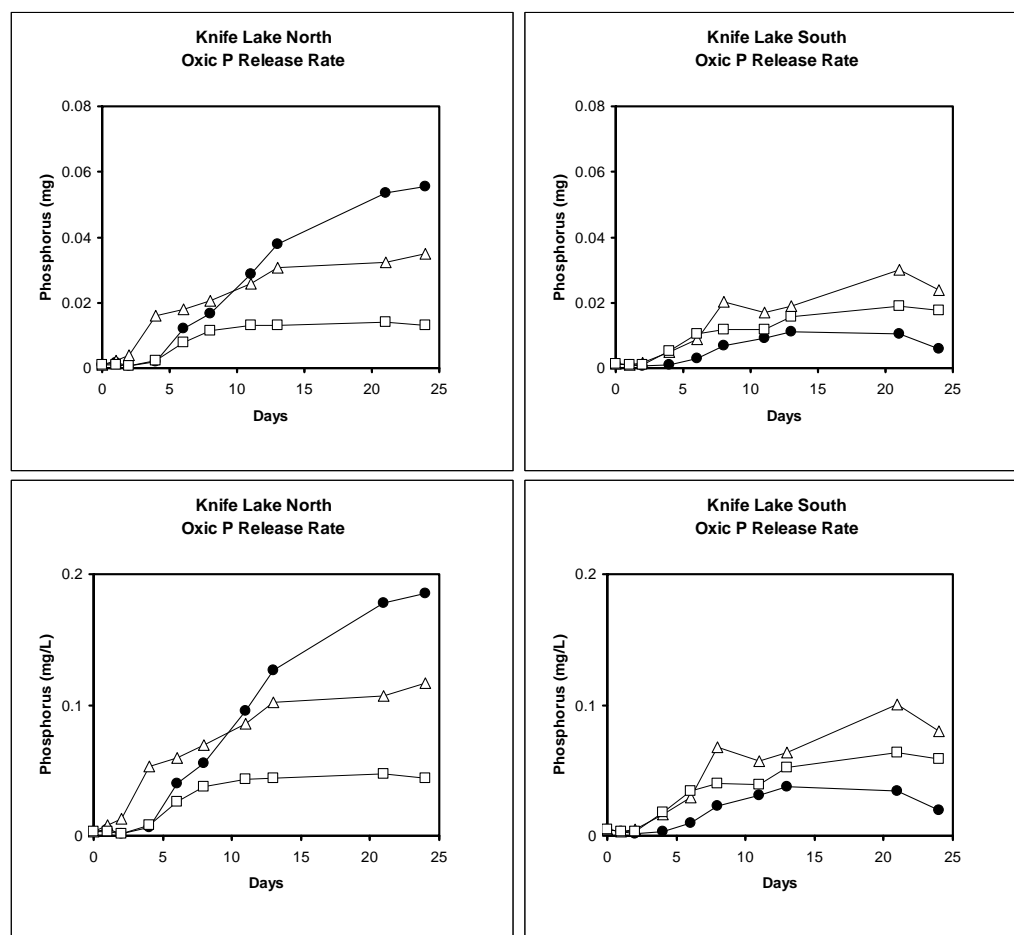 Knife Lake North
Oxic P Release Rate
0.08
0.06
0.04
0.02
0
Phosphorus (mg)
0 5 10 15 20 25
Days
Knife Lake South
Oxic P Release Rate
0.08
0.06
0.04
0.02
0
Phosphorus (mg)
0 5 10 15 20 25
Days
Knife Lake North
Oxic P Release Rate
0.2
0.1
0
Phosphorus (mg/L)
0 5 10 15 20 25
Days
Knife Lake South
Oxic P Release Rate
0.2
0.1
0
Phosphorus (mg/L)
0 5 10 15 20 25
Days